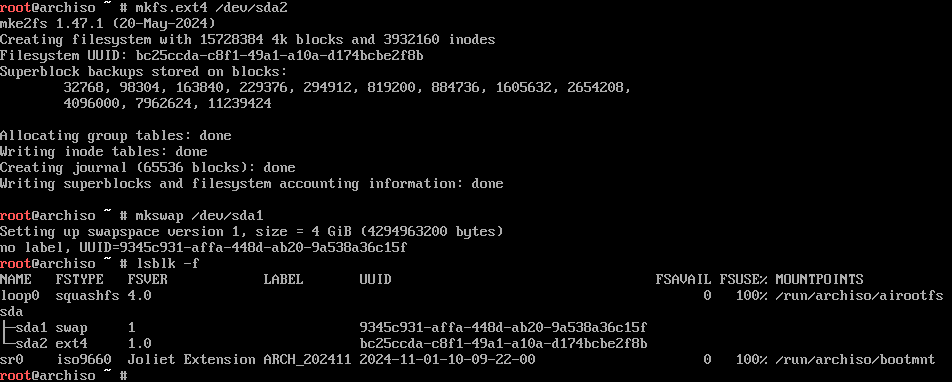 root@archiso ~ # mkfs.ext4 /dev/sda2
mke2fs 1.47.1 (20-May-2024)
Creating filesystem with 15728384 4k blocks and 3932160 inodes
Filesystem UUID: bc25ccda-c8f1-49a1-a10a-d174bcbe2f8b
Superblock backups stored on blocks:
        32768, 98304, 163840, 229376, 294912, 819200, 884736, 1605632, 2654208,
        4096000, 7962624, 11239424

Allocating group tables: done
Writing inode tables: done
Creating journal (65536 blocks): done
Writing superblocks and filesystem accounting information: done

root@archiso ~ # mkswap /dev/sda1
Setting up swapspace version 1, size = 4 GiB (4294963200 bytes)
no label, UUID=9345c931-affa-448d-ab20-9a538a36c15f
root@archiso ~ # lsblk -f
NAME   FSTYPE   FSVER            LABEL       UUID                                 FSAVAIL FSUSE% MOUNTPOINTS
loop0  squashfs 4.0                                                                     0   100% /run/archiso/airootfs
sda
├─sda1 swap     1                            9345c931-affa-448d-ab20-9a538a36c15f
└─sda2 ext4     1.0                          bc25ccda-c8f1-49a1-a10a-d174bcbe2f8b
sr0    iso9660  Joliet Extension ARCH_202411 2024-11-01-10-09-22-00                     0   100% /run/archiso/bootmnt
root@archiso ~ #